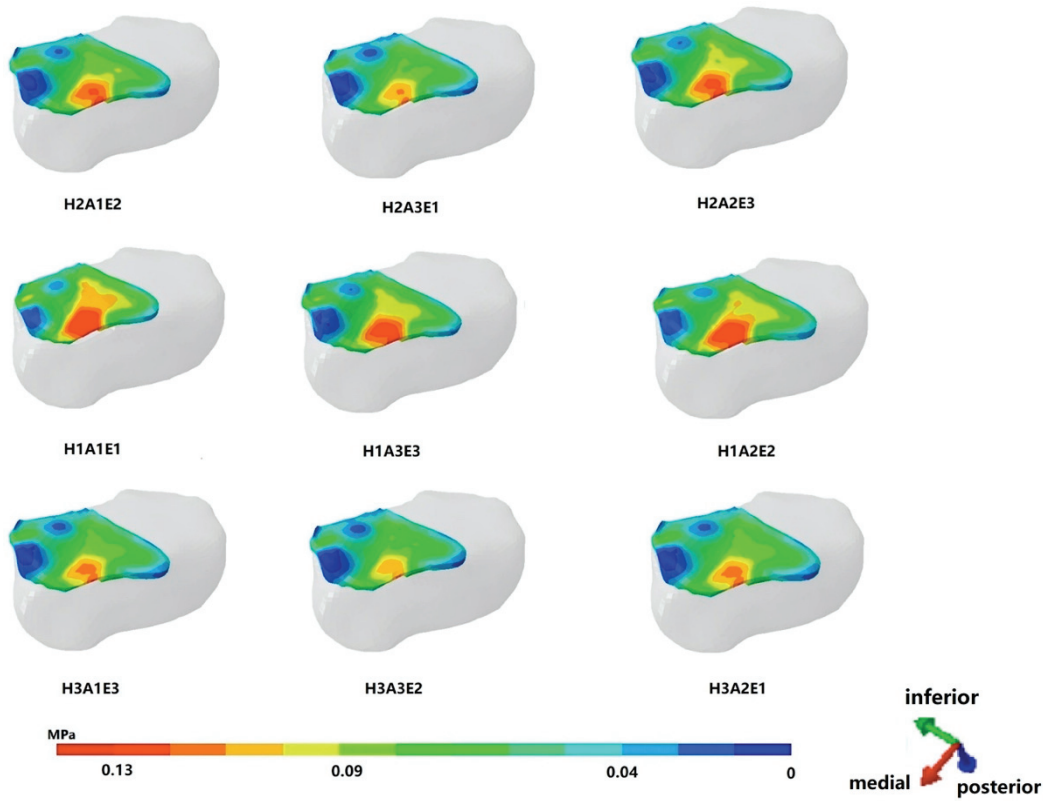 H2A1E2
H2A3E1
H2A2E3
H1A1E1
H1A3E3
H1A2E2
H3A1E3
H3A3E2
H3A2E1
MPa
0.13 0.09 0.04 0
inferior
medial
posterior